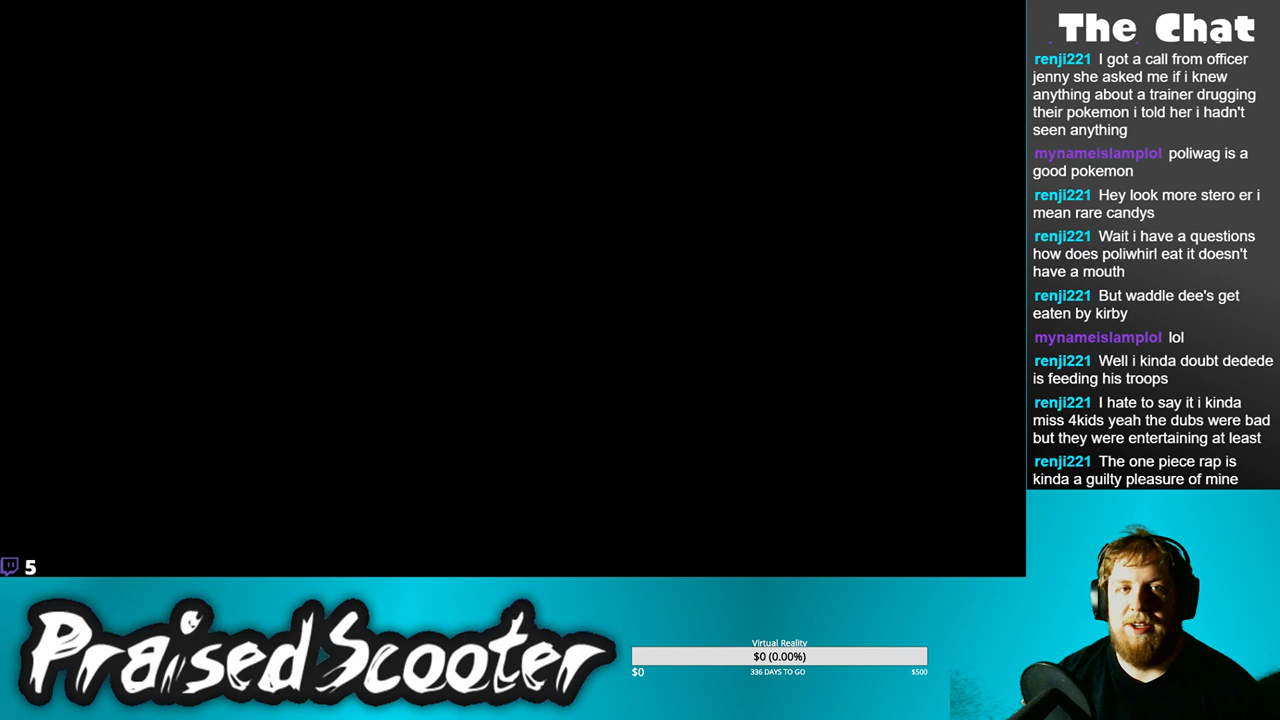 The Chat
renji221 I got a call from officer
jenny she asked me if i knew
anything about a trainer drugging
their pokemon i told her i hadn't
seen anything
mynameislamplol poliwag is a
good pokemon
renji221 Hey look more stero er i
mean rare candys
renji221 Wait i have a questions
how does poliwhirl eat it doesn't
have a mouth
renji221 But waddle dee's get
eaten by kirby
mynameislamplol lol
renji221 Well i kinda doubt dedede
is feeding his troops
renji221 I hate to say it i kinda
miss 4kids yeah the dubs were bad
but they were entertaining at least
renji221 The one piece rap is
kinda a guilty pleasure of mine
5
PraisedScooter
Virtual Reality
$0 (0.00%)
$0 336 DAYS TO GO $500